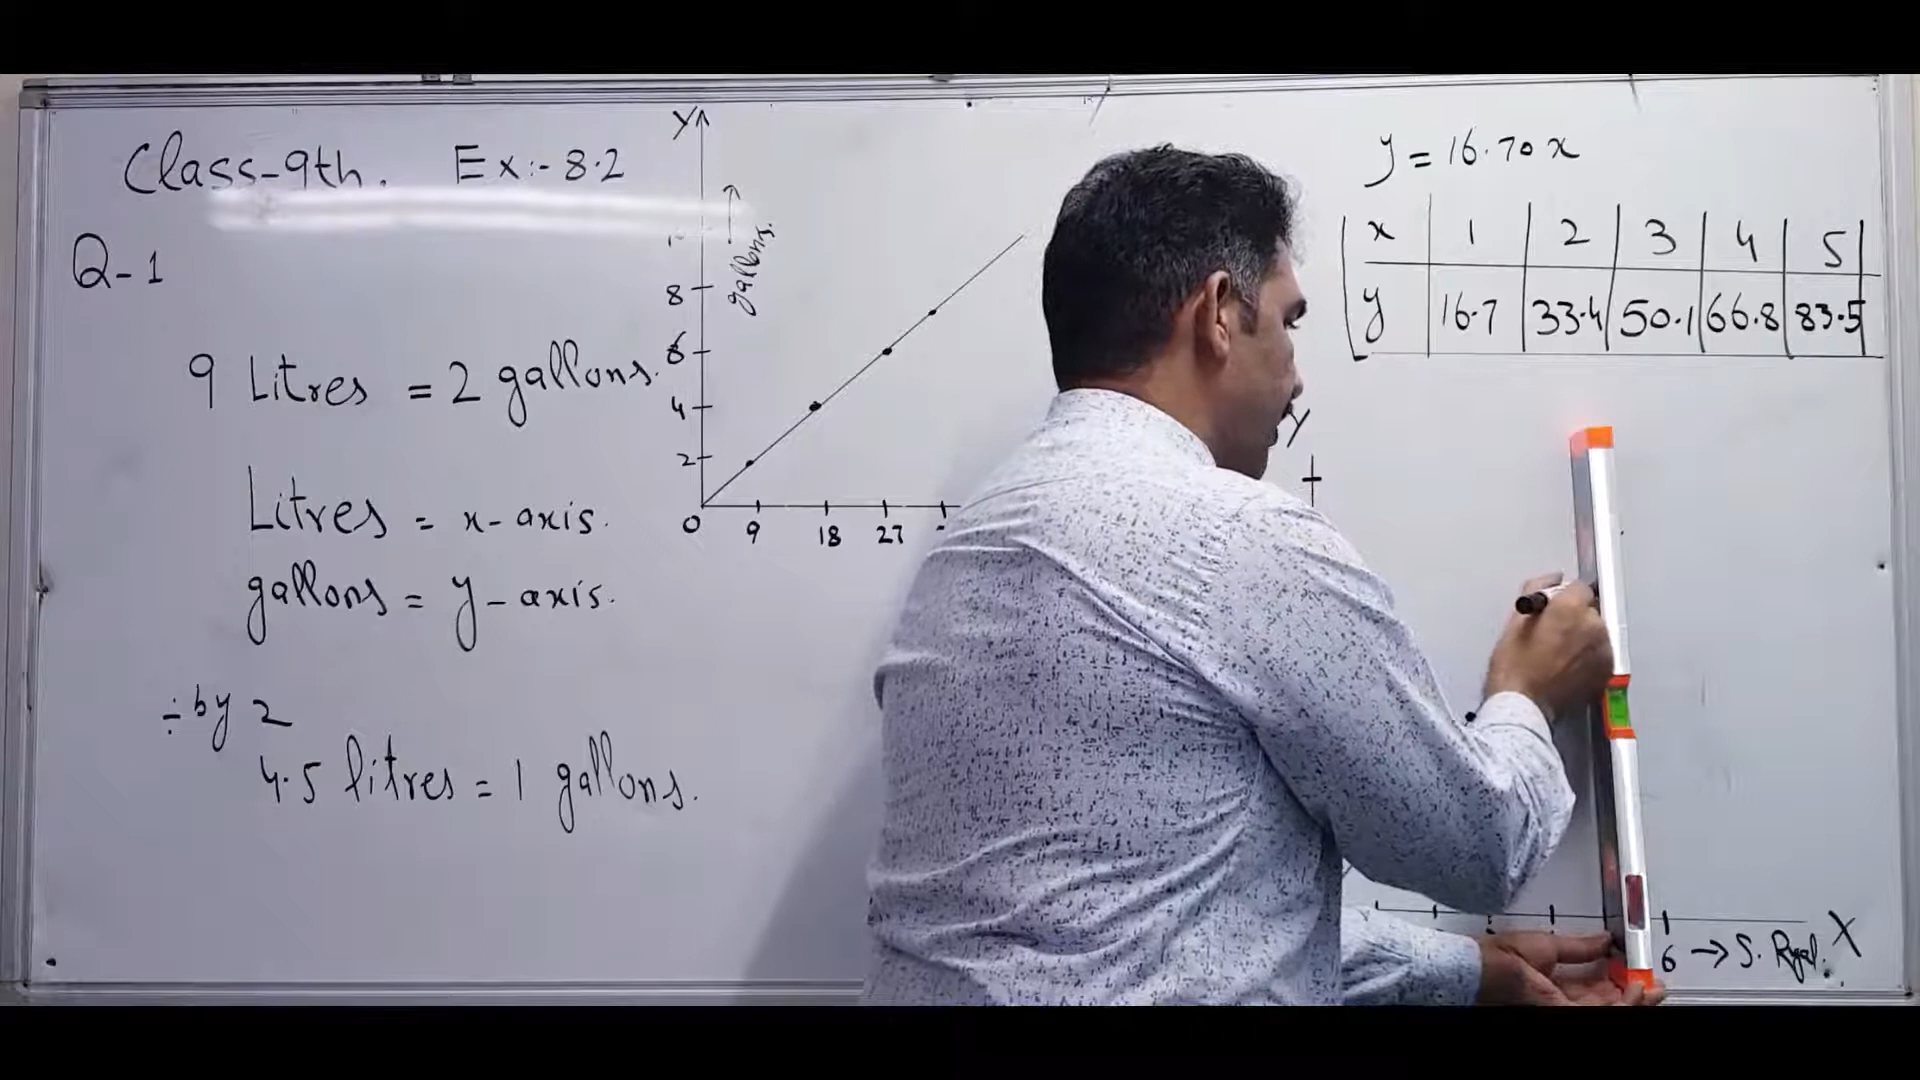 Class-9th. Ex:- 8.2
Q-1
9 Litres = 2 gallons.
Litres = x-axis.
gallons = y-axis.
÷ by 2
4.5 litres = 1 gallons.
Y
gallons.
8
6
4
2
0 9 18 27
y = 16.70x
x 1 2 3 4 5
y 16.7 33.4 50.1 66.8 83.5
Y
6 → S. Ryal. X